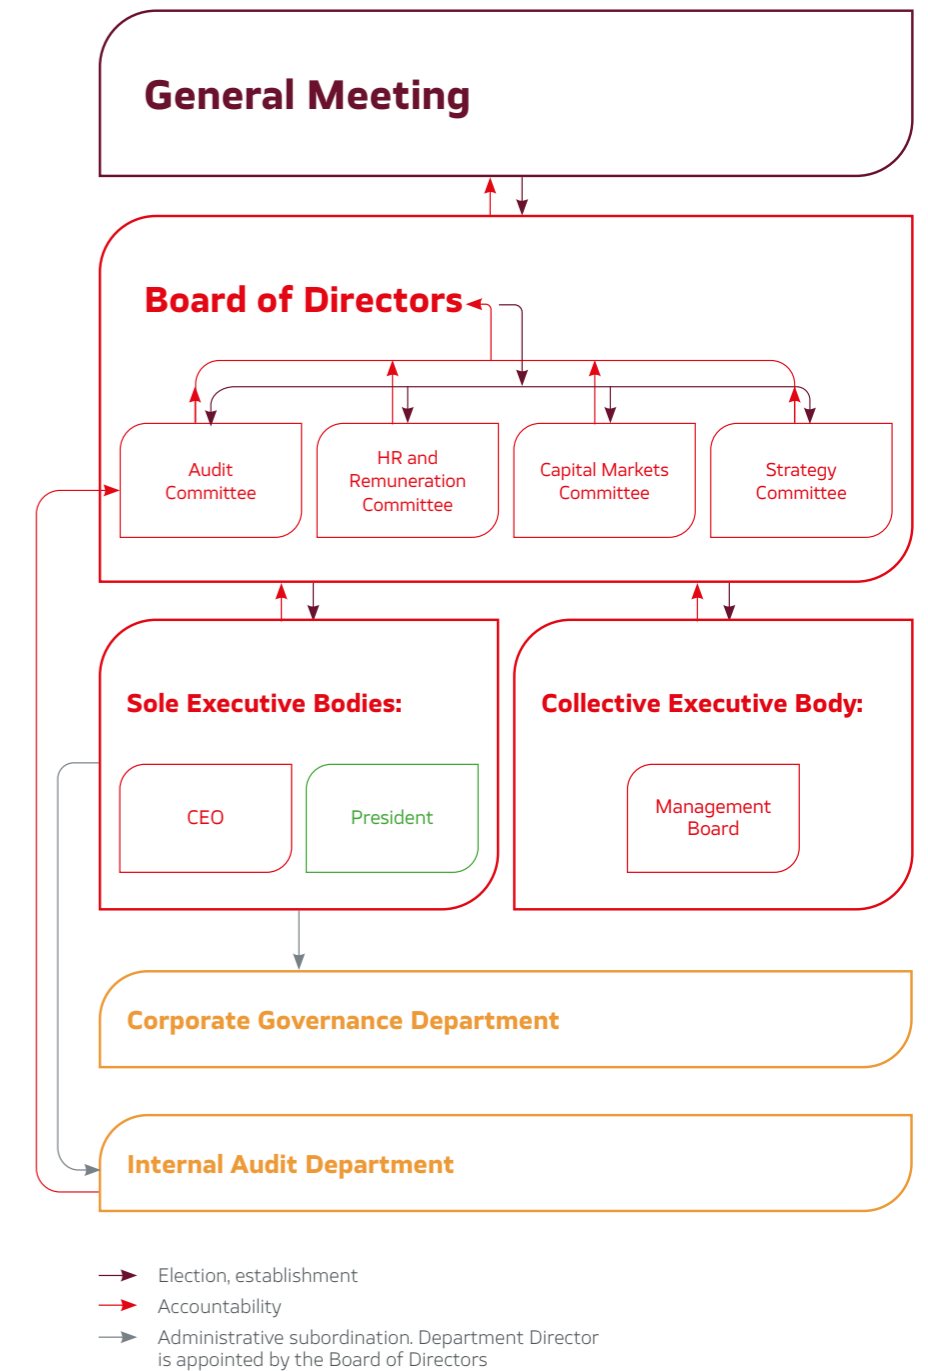 General Meeting
Board of Directors
Audit
Committee
HR and
Remuneration
Committee
Capital Markets
Committee
Strategy
Committee
Sole Executive Bodies:
CEO
President
Collective Executive Body:
Management
Board
Corporate Governance Department
Internal Audit Department
Election, establishment
Accountability
Administrative subordination. Department Director
is appointed by the Board of Directors